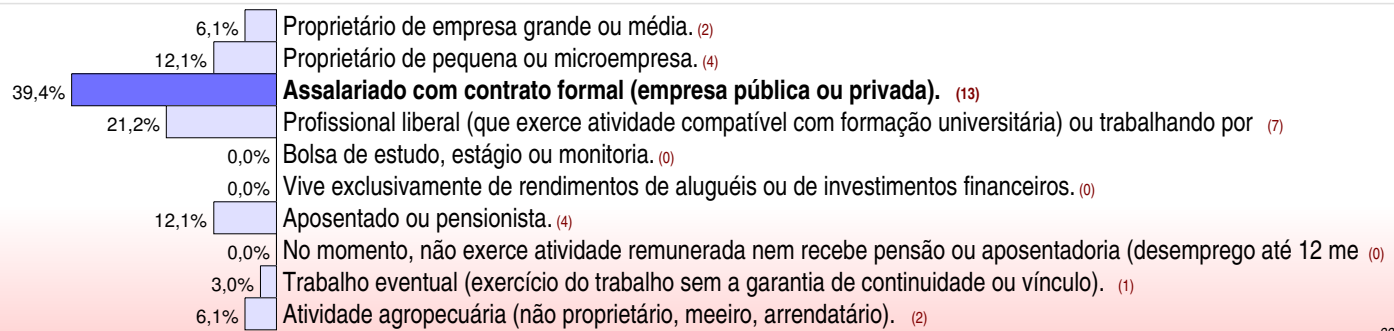 6,1% Proprietário de empresa grande ou média. (2)
12,1% Proprietário de pequena ou microempresa. (4)
39,4% Assalariado com contrato formal (empresa pública ou privada). (13)
21,2% Profissional liberal (que exerce atividade compatível com formação universitária) ou trabalhando por (7)
0,0% Bolsa de estudo, estágio ou monitoria. (0)
0,0% Vive exclusivamente de rendimentos de aluguéis ou de investimentos financeiros. (0)
12,1% Aposentado ou pensionista. (4)
0,0% No momento, não exerce atividade remunerada nem recebe pensão ou aposentadoria (desemprego até 12 me (0)
3,0% Trabalho eventual (exercício do trabalho sem a garantia de continuidade ou vínculo). (1)
6,1% Atividade agropecuária (não proprietário, meeiro, arrendatário). (2)